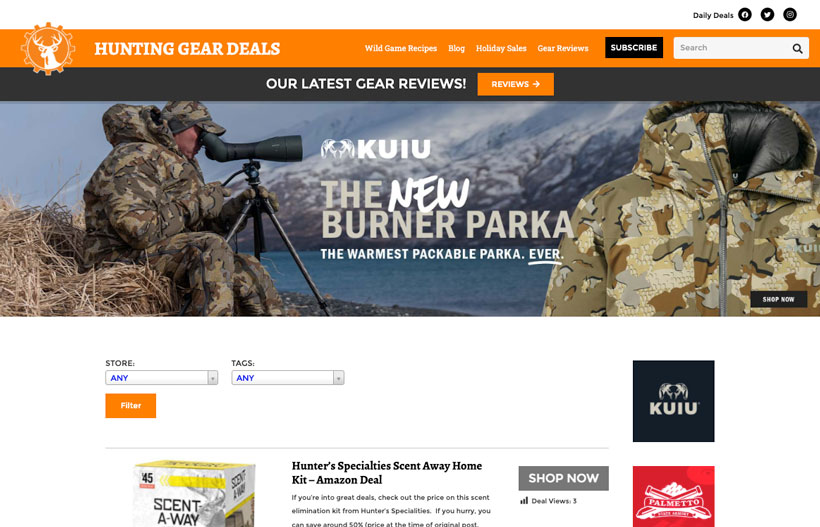 Daily Deals
HUNTING GEAR DEALS
Wild Game Recipes Blog Holiday Sales Gear Reviews SUBSCRIBE Search
OUR LATEST GEAR REVIEWS! REVIEWS →
KUIU
THE NEW
BURNER PARKA
THE WARMEST PACKABLE PARKA. EVER.
SHOP NOW
STORE: TAGS:
ANY ANY
Filter
KUIU
Hunter's Specialties Scent Away Home
Kit – Amazon Deal
SHOP NOW
Deal Views: 3
If you're into great deals, check out the price on this scent
elimination kit from Hunter's Specialities. If you hurry, you
can save around 50% (price at the time of original post,
$45
SCENT
A-WAY
PALMETTO